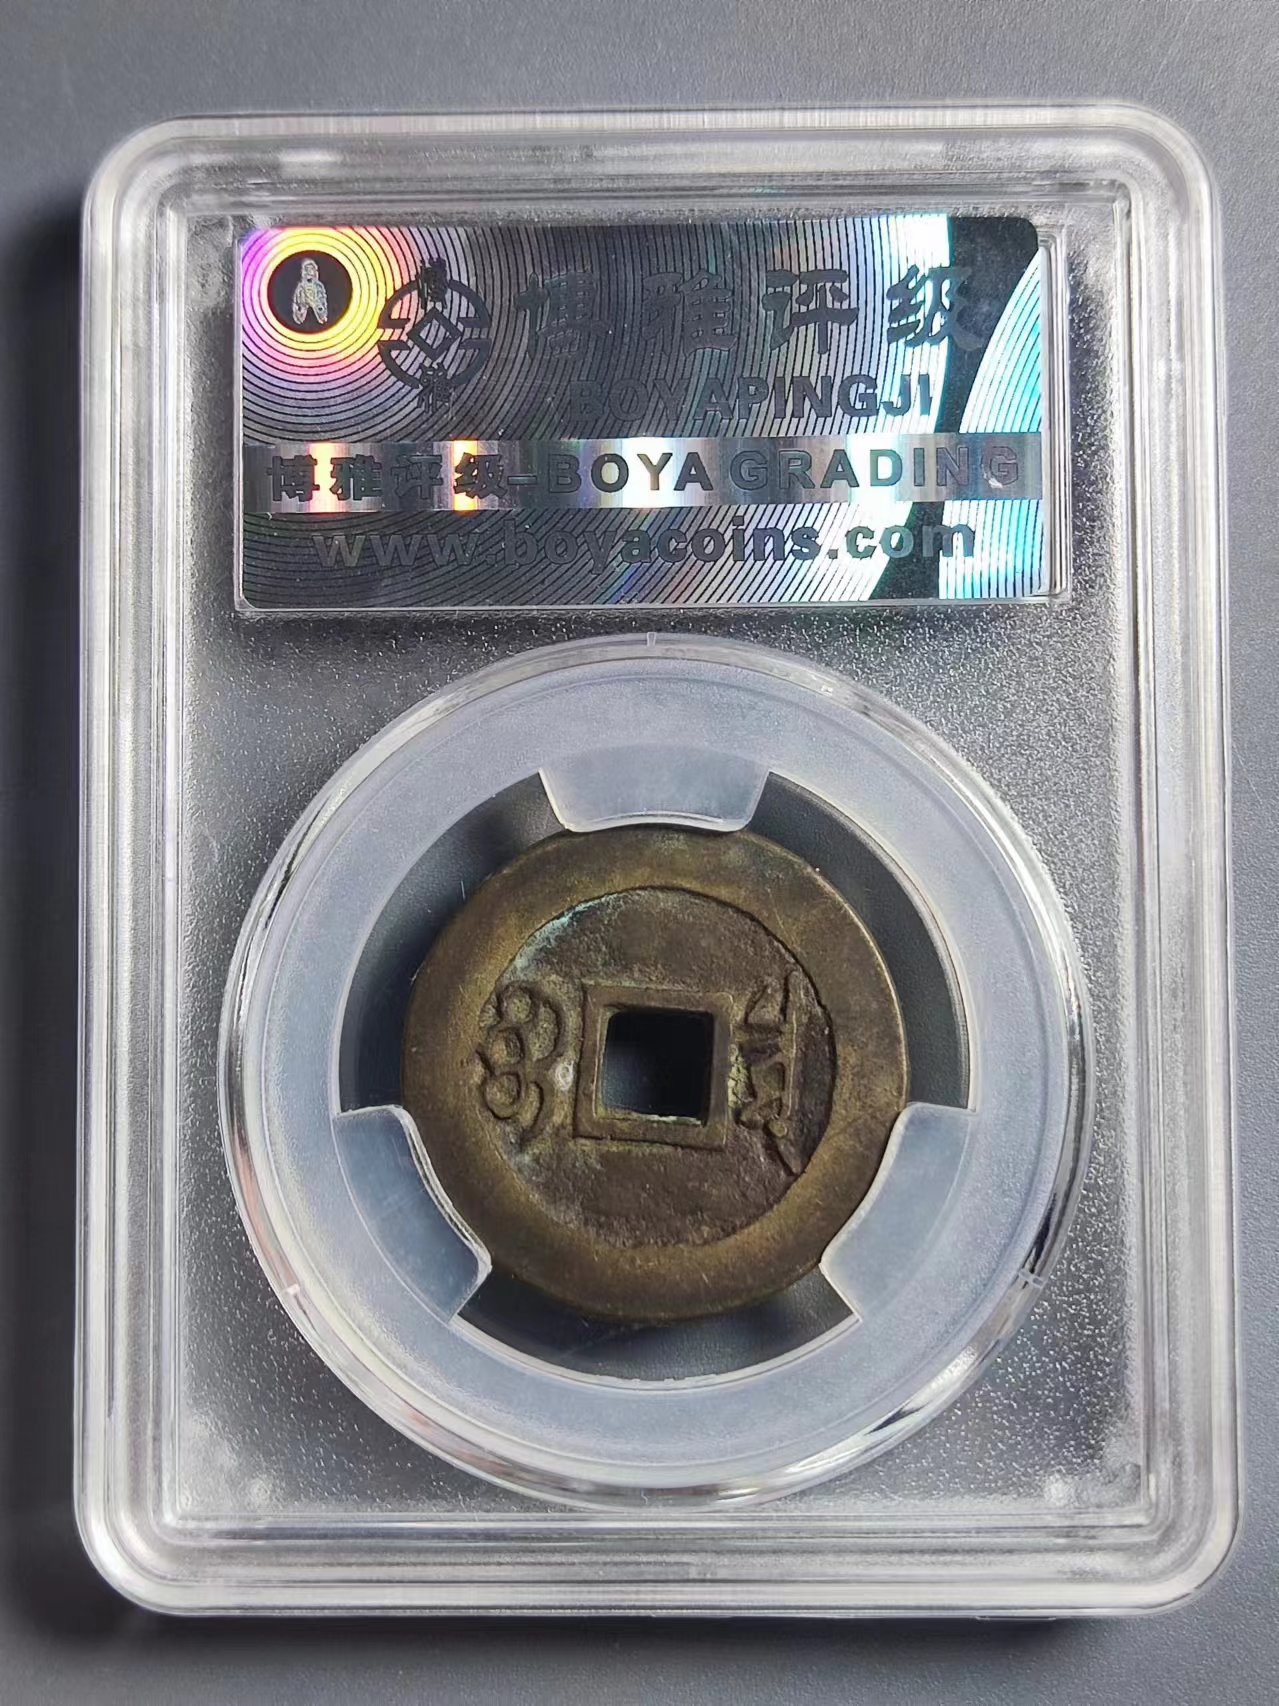 博雅评级
BOYAPINGJI
博雅评级-BOYA GRADING
www.boyacoins.com